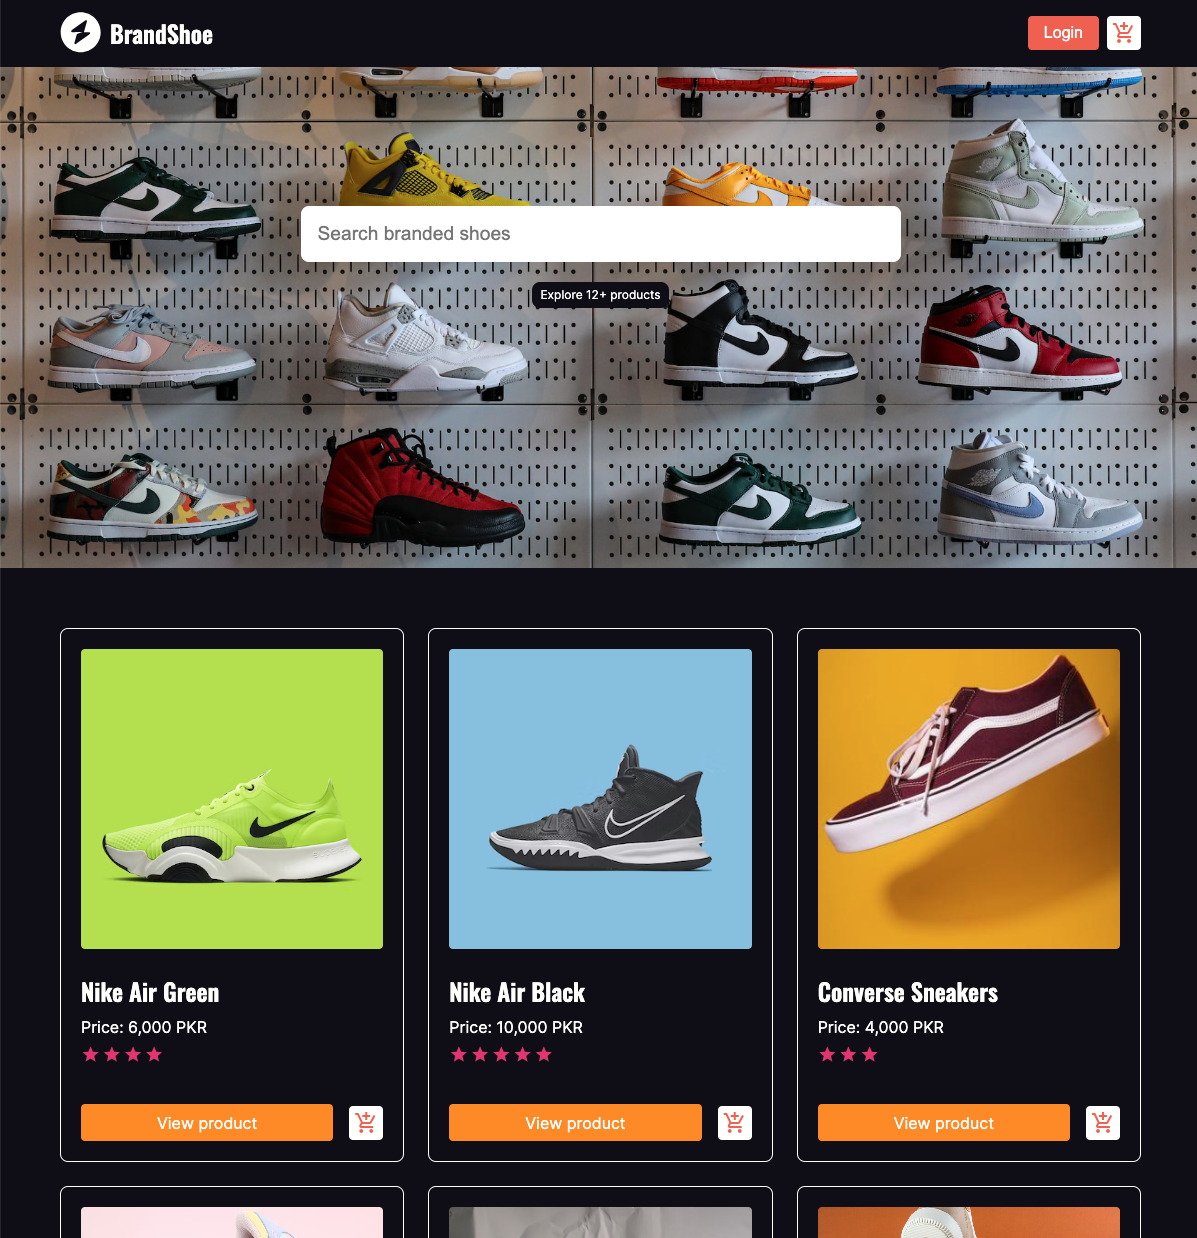 BrandShoe
Login
Search branded shoes
Explore 12+ products
Nike Air Green
Price: 6,000 PKR
View product
Nike Air Black
Price: 10,000 PKR
View product
Converse Sneakers
Price: 4,000 PKR
View product